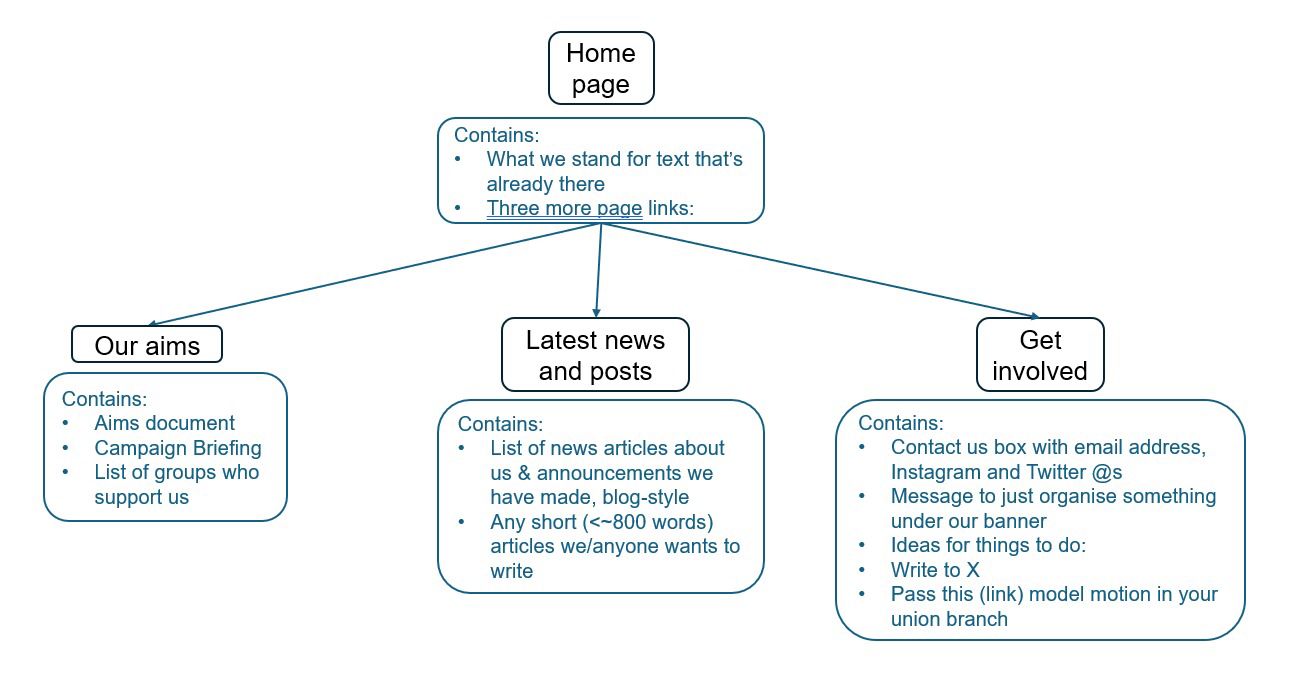 Home
page
Contains:
• What we stand for text that's
already there
• Three more page links:
Our aims
Contains:
• Aims document
• Campaign Briefing
• List of groups who
support us
Latest news
and posts
Contains:
• List of news articles about
us & announcements we
have made, blog-style
• Any short (<~800 words)
articles we/anyone wants to
write
Get
involved
Contains:
• Contact us box with email address,
Instagram and Twitter @s
• Message to just organise something
under our banner
• Ideas for things to do:
• Write to X
• Pass this (link) model motion in your
union branch